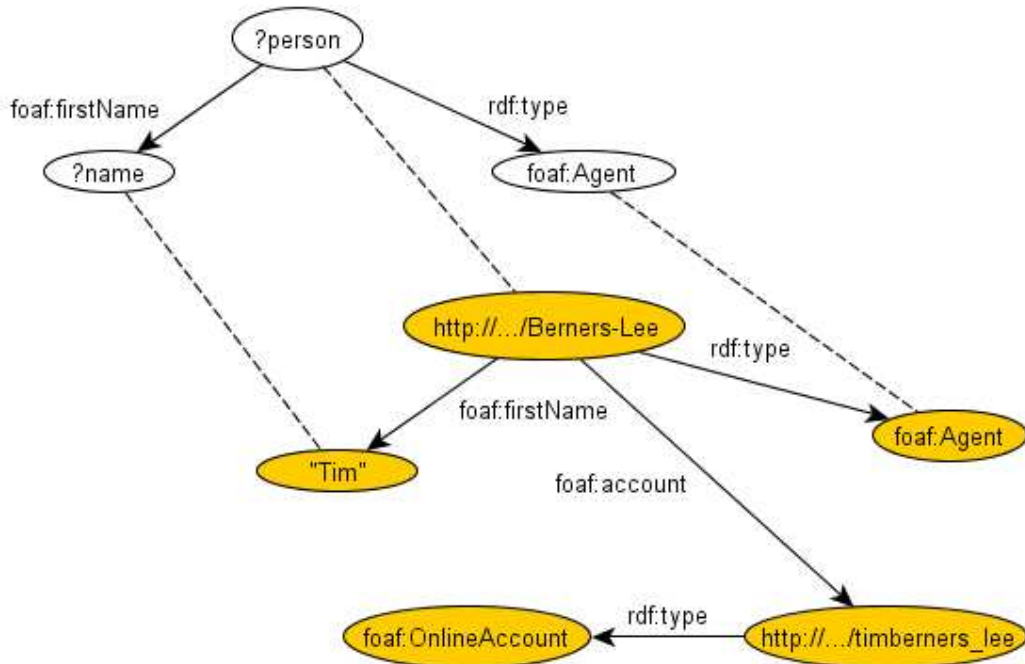 ?person
foaf:firstName
rdf:type
?name
foaf:Agent
http://.../Berners-Lee
rdf:type
foaf:firstName
foaf:Agent
"Tim"
foaf:account
rdf:type
foaf:OnlineAccount
http://.../timberners_lee